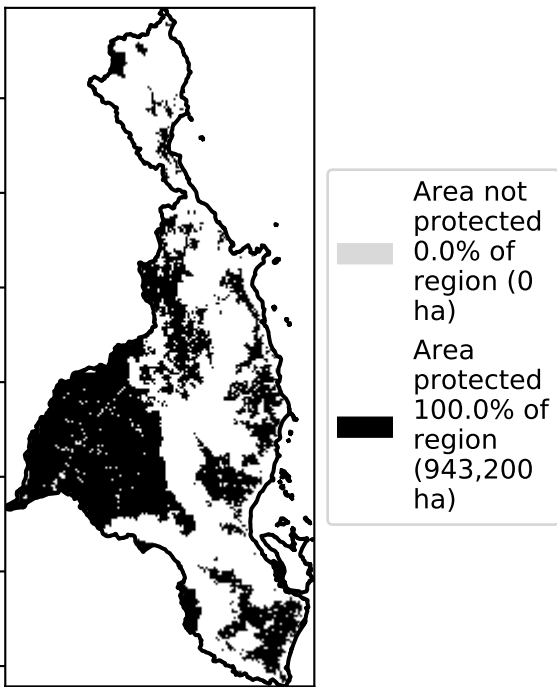 Area not
protected
0.0% of
region (0
ha)
Area
protected
100.0% of
region
(943,200
ha)